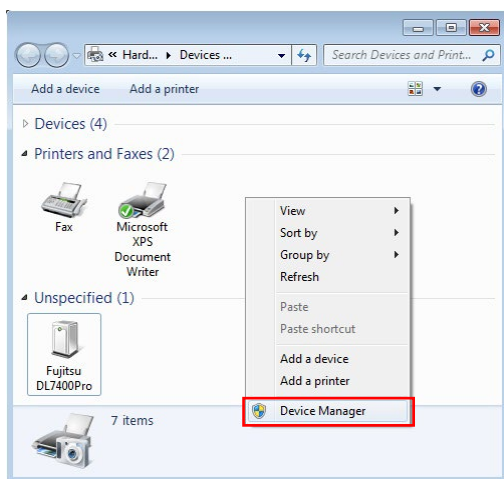 « Hard... Devices ... Search Devices and Print...
Add a device Add a printer
Devices (4)
Printers and Faxes (2)
Fax
Microsoft
XPS
Document
Writer
Unspecified (1)
Fujitsu
DL7400Pro
View
Sort by
Group by
Refresh
Paste
Paste shortcut
Add a device
Add a printer
Device Manager
7 items